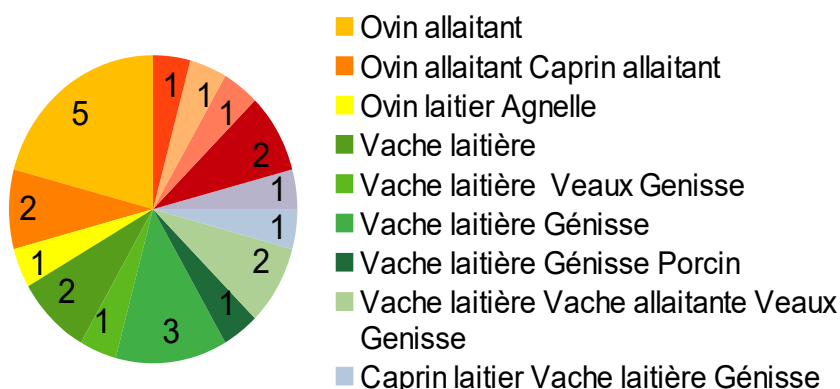 5
2
1
2
1
3
1
2
1
1
2
1
1
1
Ovin allaitant
Ovin allaitant Caprin allaitant
Ovin laitier Agnelle
Vache laitière
Vache laitière  Veaux Genisse
Vache laitière Génisse
Vache laitière Génisse Porcin
Vache laitière Vache allaitante Veaux
Genisse
Caprin laitier Vache laitière Génisse